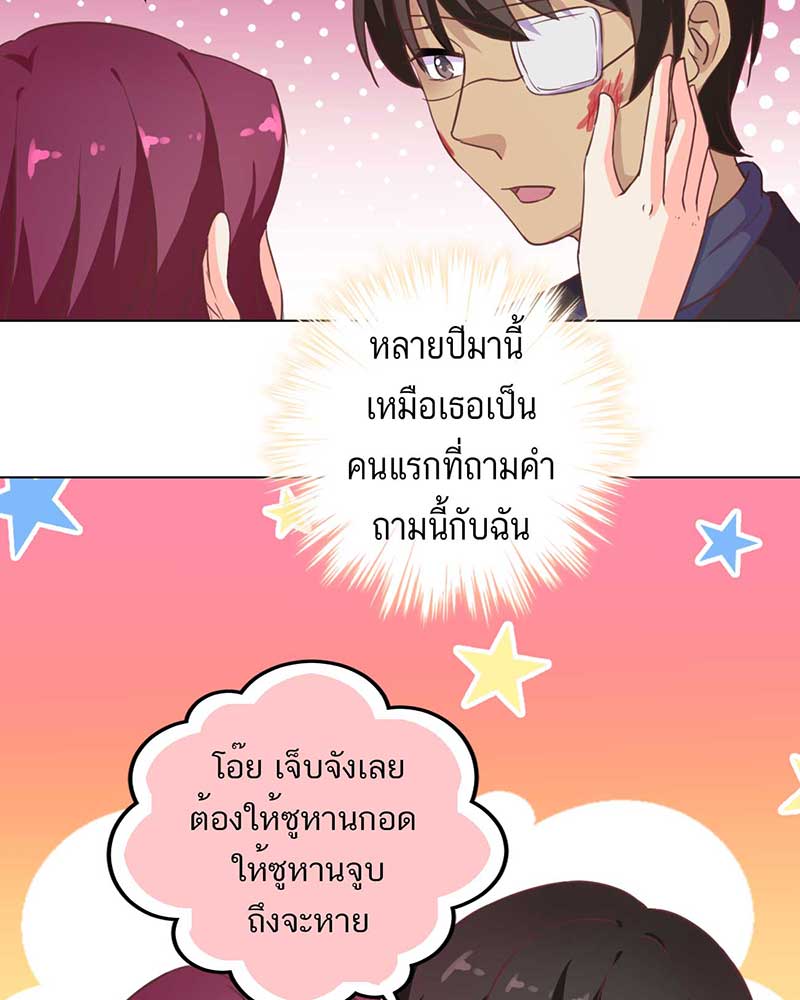 หลายปีมานี้
เหมือเธอเป็น
คนแรกที่ถามคำ
ถามนี้กับฉัน
โอ๊ย เจ็บจังเลย
ต้องให้ซูหานกอด
ให้ซูหานจูบ
ถึงจะหาย